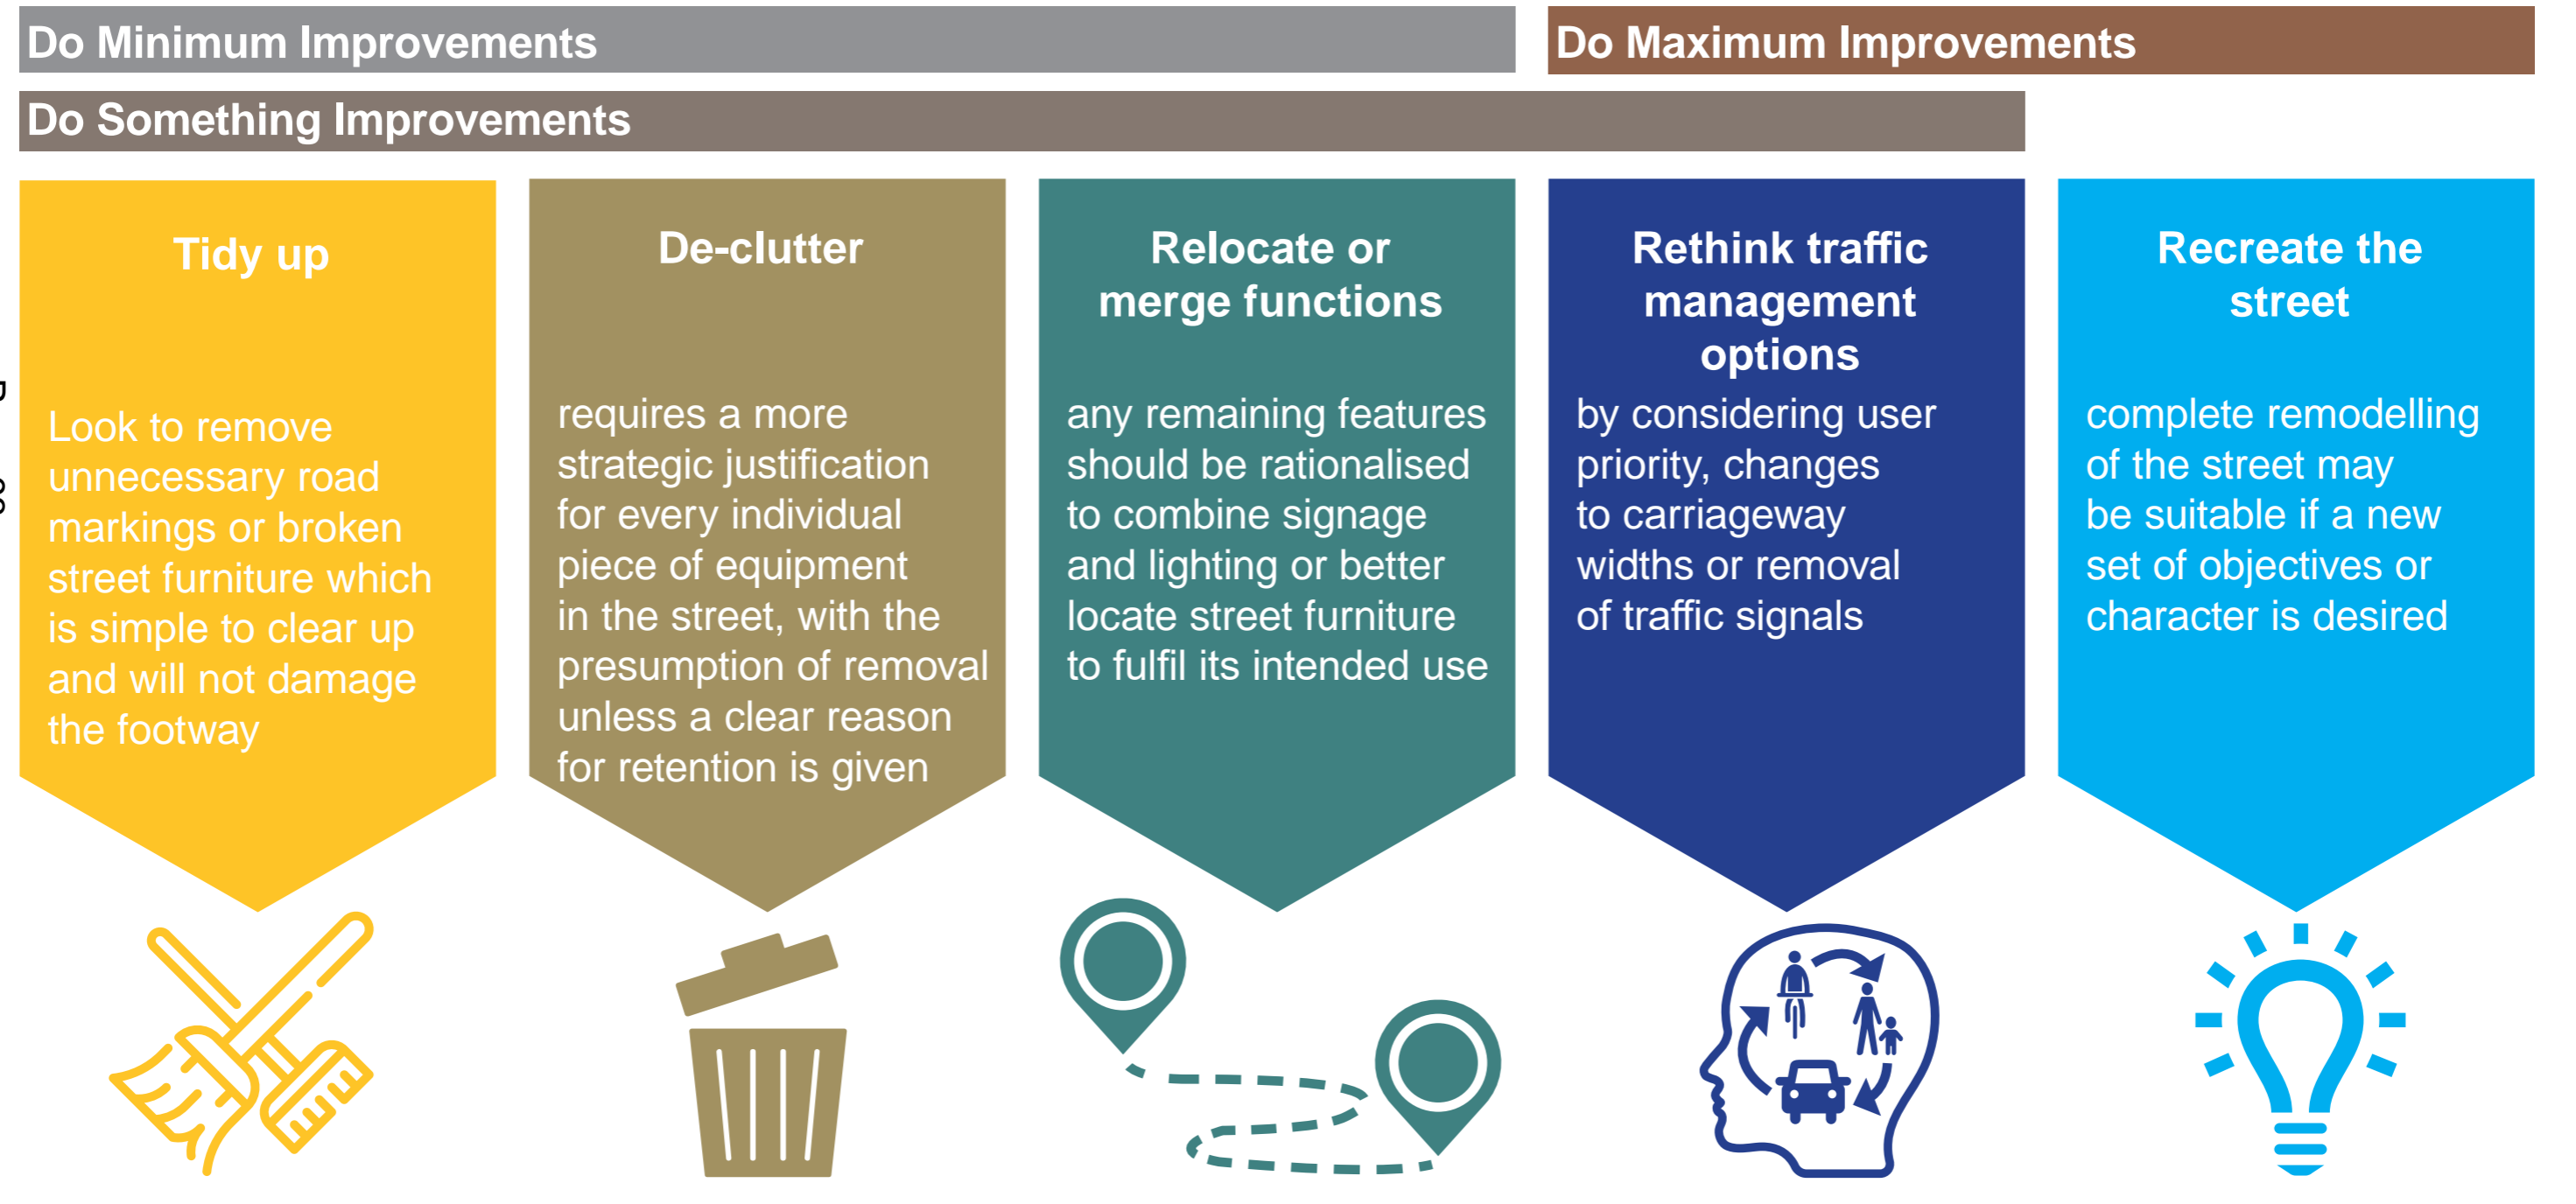 Do Minimum Improvements
Do Maximum Improvements
Do Something Improvements
Tidy up
Look to remove
unnecessary road
markings or broken
street furniture which
is simple to clear up
and will not damage
the footway
De-clutter
requires a more
strategic justification
for every individual
piece of equipment
in the street, with the
presumption of removal
unless a clear reason
for retention is given
Relocate or
merge functions
any remaining features
should be rationalised
to combine signage
and lighting or better
locate street furniture
to fulfil its intended use
Rethink traffic
management
options
by considering user
priority, changes
to carriageway
widths or removal
of traffic signals
Recreate the
street
complete remodelling
of the street may
be suitable if a new
set of objectives or
character is desired